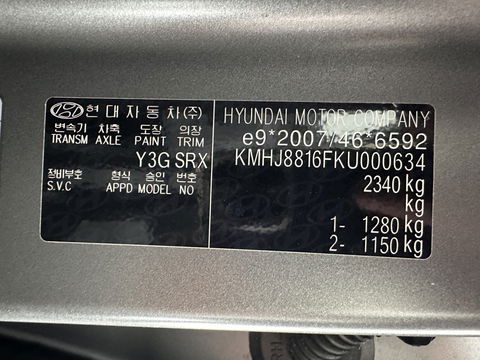 현대자동차(주)
변속기 차축 도장 의장
TRANSM AXLE PAINT TRIM
Y3G SRX
장비부호 형식 승인 번호
S.V.C APPD MODEL NO
HYUNDAI MOTOR COMPANY
e9*2007/46*6592
KMHJ8816FKU000634
2340 kg
kg
1- 1280 kg
2- 1150 kg